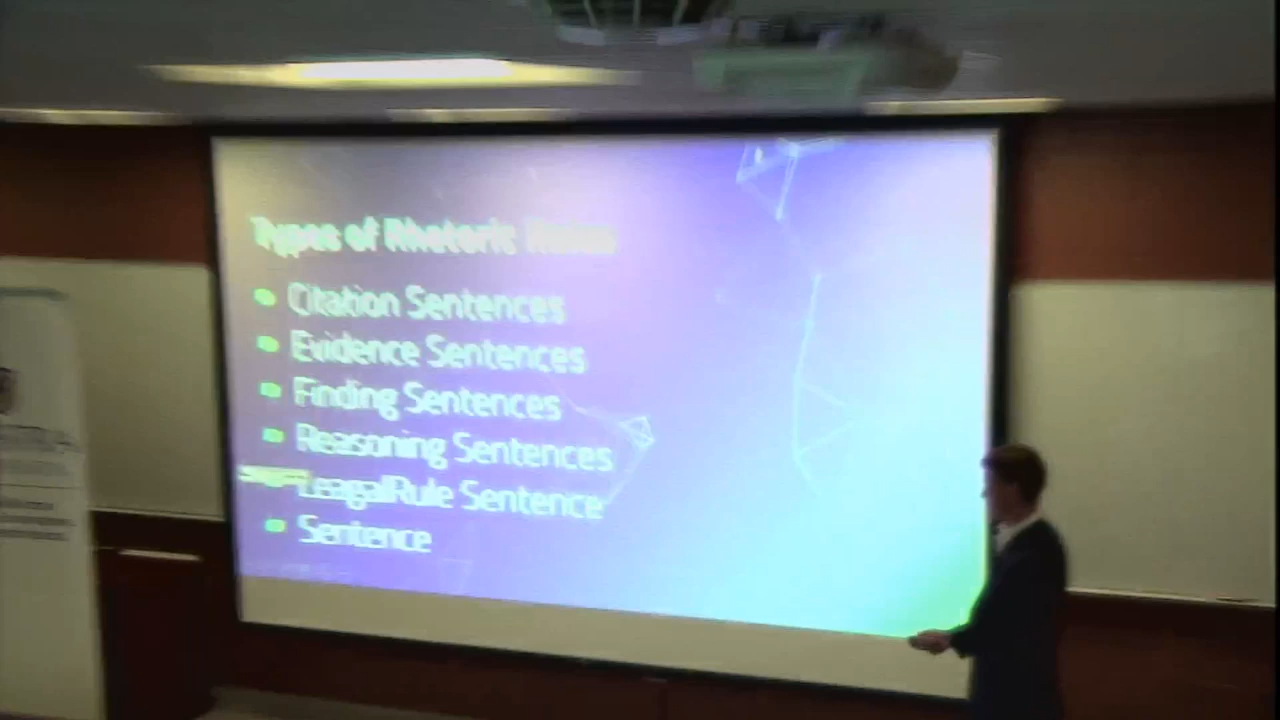 Types of Rhetoric
Citation Sentences
Evidence Sentences
Finding Sentences
Reasoning Sentences
LeagalRule Sentence
Sentence